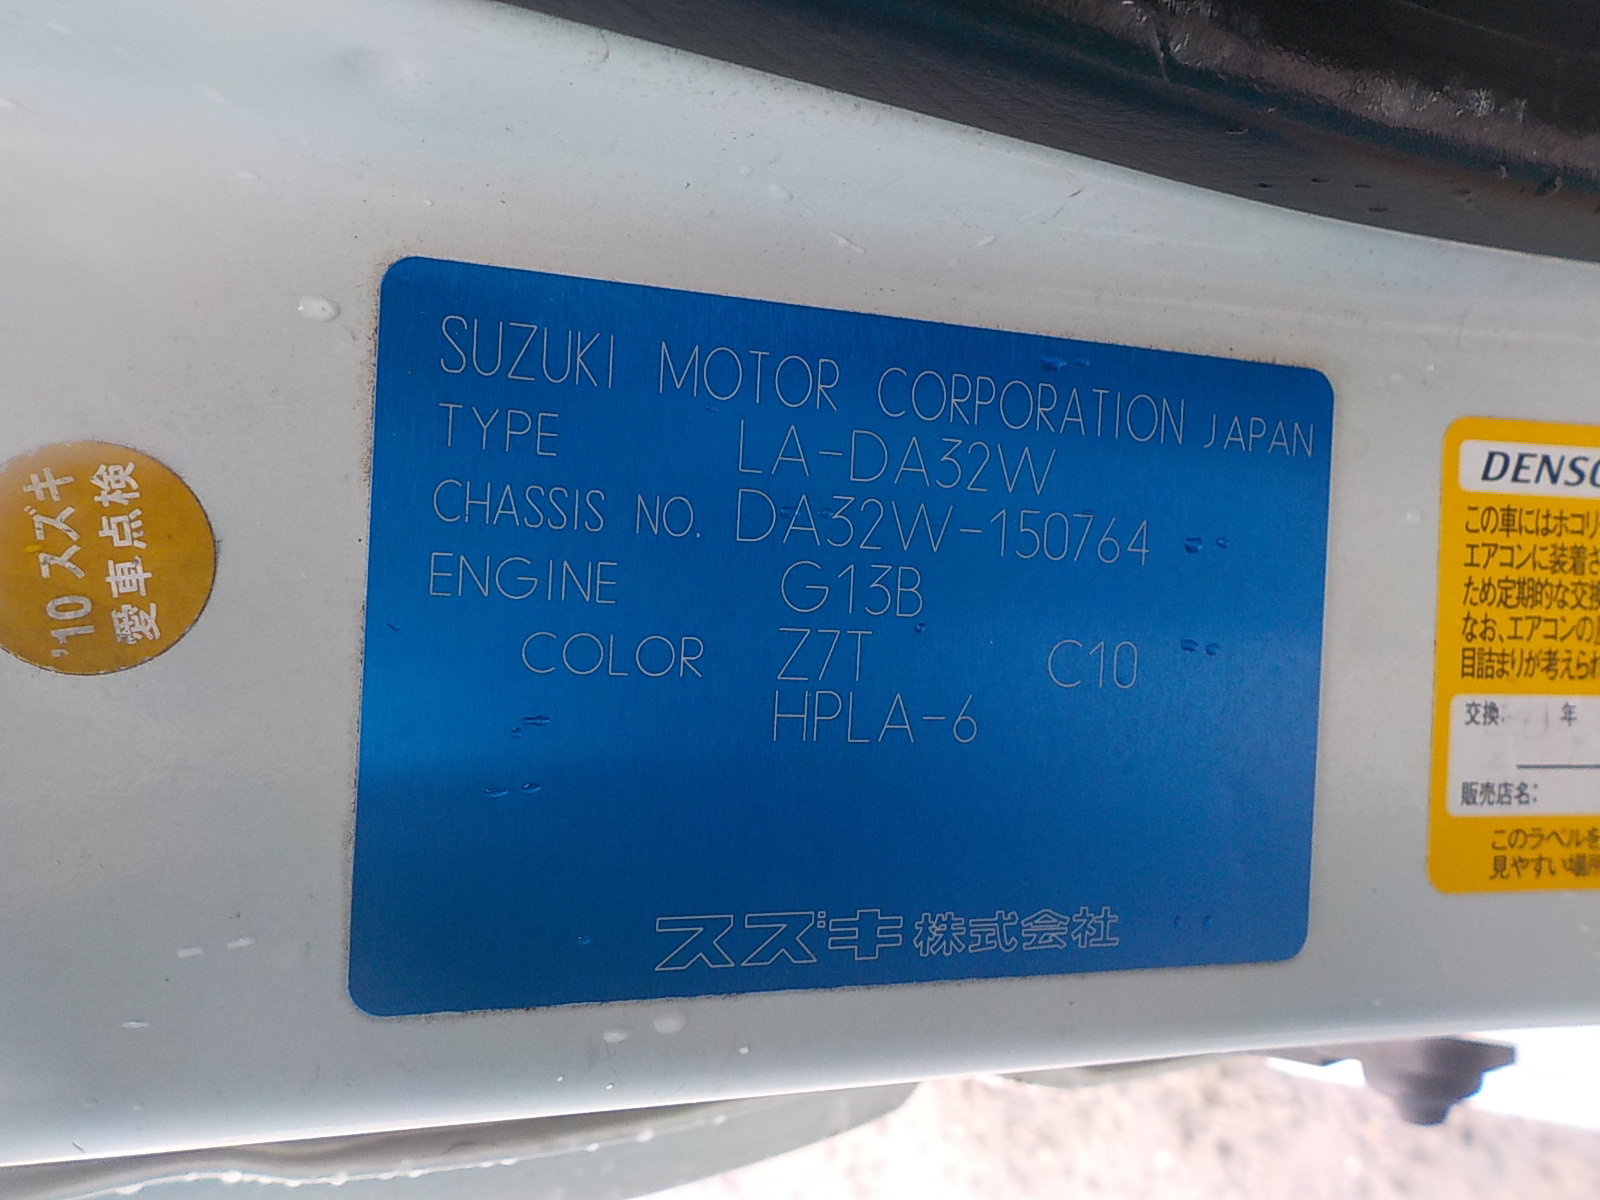 SUZUKI MOTOR CORPORATION JAPAN
TYPE LA-DA32W
CHASSIS NO. DA32W-150764
ENGINE G13B
COLOR Z7T C10
HPLA-6
スズキ株式会社
'10 スズキ
愛車点検
DENSO
この車にはホコリ
エアコンに装着さ
ため定期的な交換
なお、エアコンの
目詰まりが考えられ
交換: 年
販売店名:
このラベルを
見やすい場所